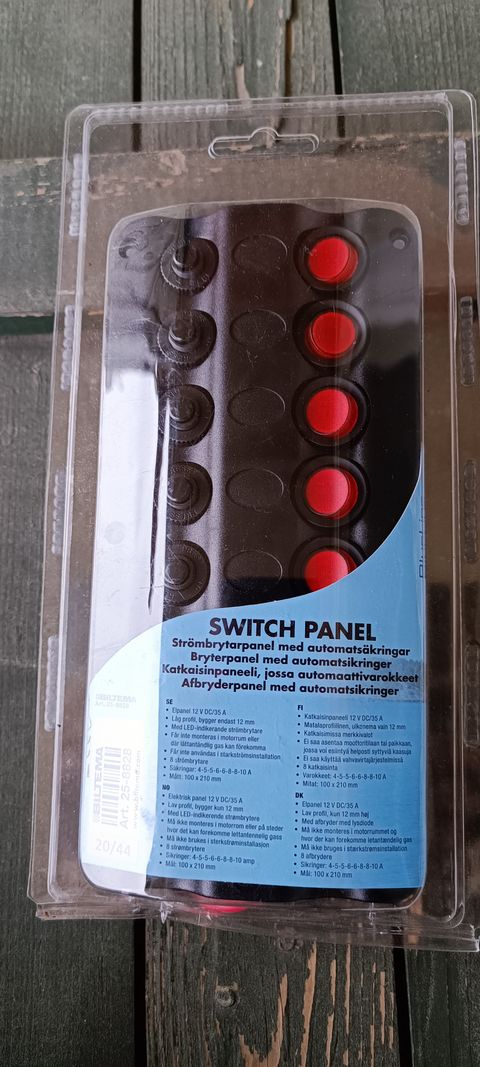 SWITCH PANEL
Strömbrytarpanel med automatsäkringar
Bryterpanel med automatsikringer
Katkaisinpaneeli, jossa automaattivarokkeet
Afbryderpanel med automatsikringer
SE
• Elpanel 12 V DC/35 A
• Låg profil, bygger endast 12 mm
• Med LED-indikerende strömbrytare
• Får inte monteras i motorrum eller
där lättantändlig gas kan förekomma
• Får inte användas i starkströmsinstallation
• 8 strömbrytare
• Säkringar: 4-5-5-6-6-8-8-10 A
• Mått: 100 x 210 mm
NO
• Elektrisk panel 12 V DC/35 A
• Lav profil, bygger kun 12 mm
• Med LED-indikerende strømbrytere
• Må ikke monteres i motorrom eller på steder
hvor det kan forekomme lettantennelig gass
• Må ikke brukes i sterkstrøminstallasjon
• 8 strømbrytere
• Sikringer: 4-5-5-6-6-8-8-10 amp
• Mål: 100 x 210 mm
FI
• Katkaisinpaneeli 12 V DC/35 A
• Matalaprofiilinen, ulkonema vain 12 mm
• Katkaisimissa merkkivalot
• Ei saa asentaa moottoritilaan tai paikkaan,
jossa voi esiintyä helposti syttyviä kaasuja
• Ei saa käyttää vahvavirtajärjestelmissä
• 8 katkaisinta
• Varokkeet: 4-5-5-6-6-8-8-10 A
• Mitat: 100 x 210 mm
DK
• Elpanel 12 V DC/35 A
• Lav profil, kun 12 mm høj
• Med afbryder med lysdiode
• Må ikke monteres i motorrummet og
hvor der kan forekomme letantændelig gas
• Må ikke bruges i stærkstrømsinstallation
• 8 afbrydere
• Sikringer: 4-5-5-6-6-8-8-10 A
• Mål: 100 x 210 mm
BILTEMA
Art. 25-8628
20/44